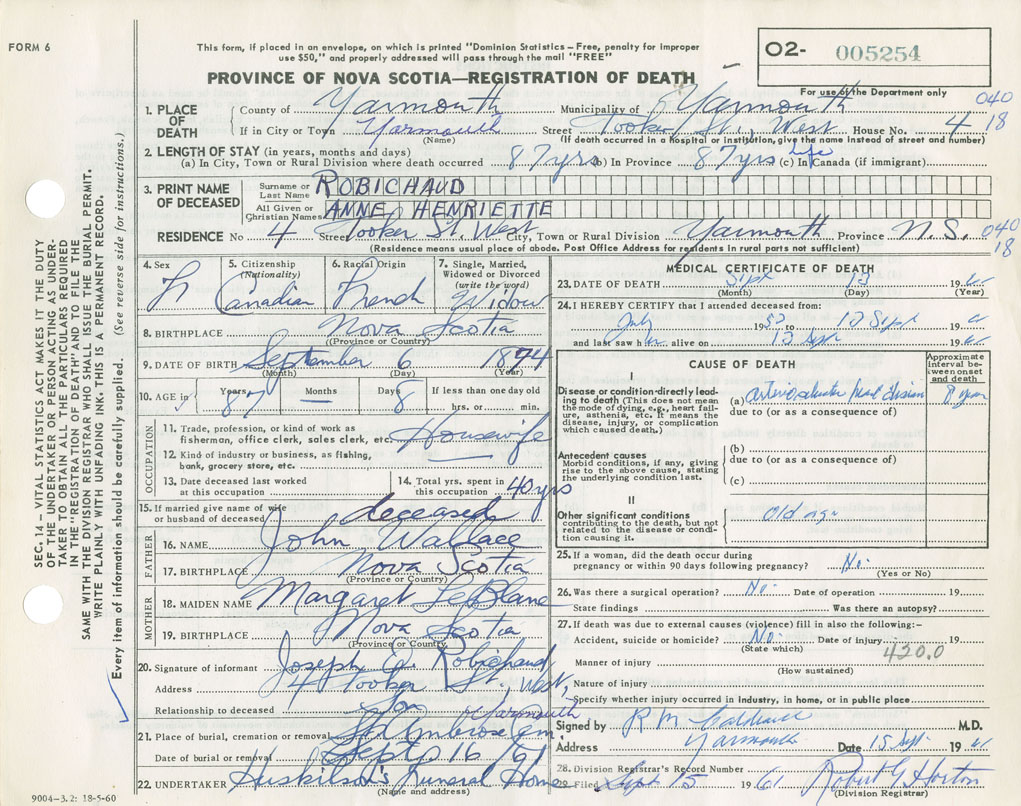 FORM 6
This form, if placed in an envelope, on which is printed "Dominion Statistics – Free, penalty for improper
use $50," and properly addressed will pass through the mail "FREE"
O2- 005254
PROVINCE OF NOVA SCOTIA—REGISTRATION OF DEATH
For use of the Department only
040
18
1. PLACE OF DEATH
County of Yarmouth Municipality of Yarmouth
If in City or Town Yarmouth Street Tooker St., West House No. 4
(Name) (If death occurred in a Hospital or institution, give the name instead of street and number)
2. LENGTH OF STAY (in years, months and days)
(a) In City, Town or Rural Division where death occurred 87 yrs (b) In Province 87 yrs (c) In Canada (if immigrant) life
3. PRINT NAME OF DECEASED
Surname or Last Name ROBICHAUD
All Given or Christian Names ANNE HENRIETTE
RESIDENCE No 4 Street Tooker St. West City, Town or Rural Division Yarmouth Province N.S. 040
18
(Residence means usual place of abode. Post Office Address for residents in rural parts not sufficient)
4. Sex F
5. Citizenship (Nationality) Canadian
6. Racial Origin French
7. Single, Married, Widowed or Divorced (write the word) Widow
8. BIRTHPLACE Nova Scotia
(Province or Country)
9. DATE OF BIRTH September 6 1874
(Month) (Day) (Year)
10. AGE in Years 87 Months — Days 8 If less than one day old
hrs. or min.
OCCUPATION
11. Trade, profession, or kind of work as
fisherman, office clerk, sales clerk, etc. Housewife
12. Kind of industry or business, as fishing,
bank, grocery store, etc. —
13. Date deceased last worked
at this occupation
14. Total yrs. spent in
this occupation 40 yrs
15. If married give name of wife
or husband of deceased deceased
FATHER
16. NAME John Wallace
17. BIRTHPLACE Nova Scotia
(Province or Country)
MOTHER
18. MAIDEN NAME Margaret LeBlanc
19. BIRTHPLACE Nova Scotia
(Province or Country)
20. Signature of informant Joseph A. Robichaud
Address 4 Tooker St., West,
Yarmouth
Relationship to deceased son
21. Place of burial, cremation or removal St. Ambrose Cem.
Date of burial or removal Sept. 16/61
22. UNDERTAKER Huskilson's Funeral Home
(Name and address)
9004–3.2: 18-5-60
MEDICAL CERTIFICATE OF DEATH
23. DATE OF DEATH Sept 13 1961
(Month) (Day) (Year)
24. I HEREBY CERTIFY that I attended deceased from:
July 1953 to 13 Sept 1961
and last saw h alive on 13 Sept 1961
CAUSE OF DEATH
Approximate interval between onset and death
I
Disease or condition directly leading to death (This does not mean the mode of dying, e.g., heart failure, asthenia, etc. It means the disease, injury, or complication which caused death.)
(a) arteriosclerotic heart disease 8 years
due to (or as a consequence of)
Antecedent causes
Morbid conditions, if any, giving rise to the above cause, stating the underlying condition last.
(b)
due to (or as a consequence of)
(c)
II
Other significant conditions
contributing to the death, but not related to the disease or condition causing it.
Old age
25. If a woman, did the death occur during
pregnancy or within 90 days following pregnancy? No.
(Yes or No)
26. Was there a surgical operation? No. Date of operation 19
State findings Was there an autopsy?
27. If death was due to external causes (violence) fill in also the following:–
Accident, suicide or homicide? No. Date of injury 19
(State which) 420.0
Manner of injury
(How sustained)
Nature of injury
Specify whether injury occurred in industry, in home, or in public place
Signed by R M Caldwell M.D.
Address Yarmouth Date 15 Sept. 1961
28. Division Registrar's Record Number
29. Filed Sept 15 1961 Robert G Horton
(Division Registrar)
SEC. 14 – VITAL STATISTICS ACT MAKES IT THE DUTY
OF THE UNDERTAKER OR PERSON ACTING AS UNDER-
TAKER TO OBTAIN ALL THE PARTICULARS REQUIRED
IN THE "REGISTRATION OF DEATH" AND TO FILE THE
SAME WITH THE DIVISION REGISTRAR WHO SHALL ISSUE THE BURIAL PERMIT.
WRITE PLAINLY WITH UNFADING INK. THIS IS A PERMANENT RECORD.
Every item of information should be carefully supplied. (See reverse side for instructions.)